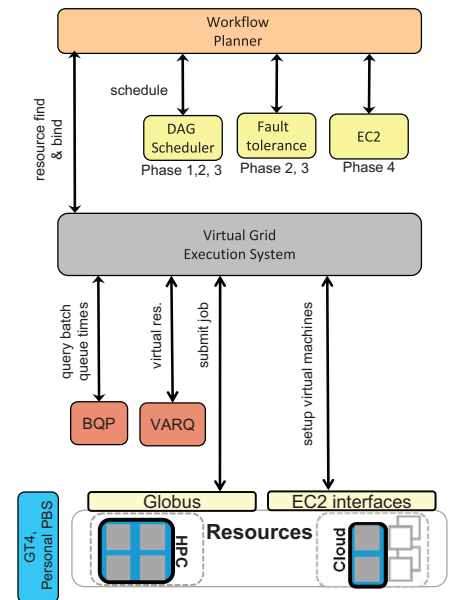 Workflow
Planner
resource find
& bind
schedule
DAG
Scheduler
Phase 1,2, 3
Fault
tolerance
Phase 2, 3
EC2
Phase 4
Virtual Grid
Execution System
query batch
queue times
virtual res.
submit job
setup virtual machines
BQP
VARQ
GT4,
Personal PBS
Globus
EC2 interfaces
HPC
Resources
Cloud